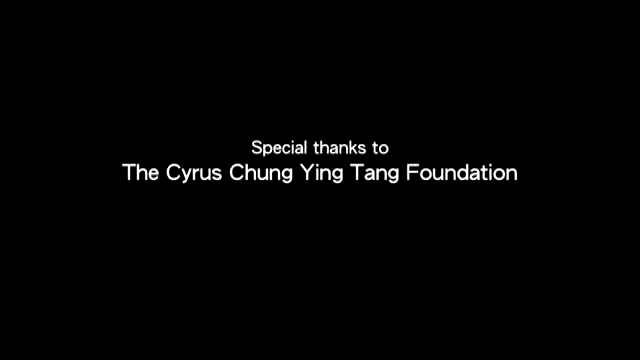 Special thanks to
The Cyrus Chung Ying Tang Foundation